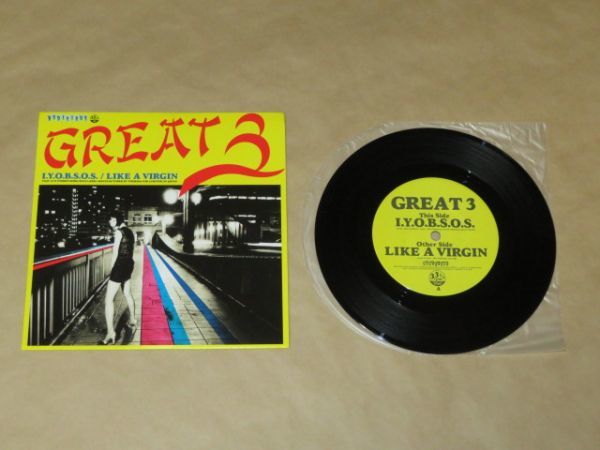 GREAT 3
I.Y.O.B.S.O.S. / LIKE A VIRGIN
GREAT 3
This Side
I.Y.O.B.S.O.S.
Other Side
LIKE A VIRGIN
A